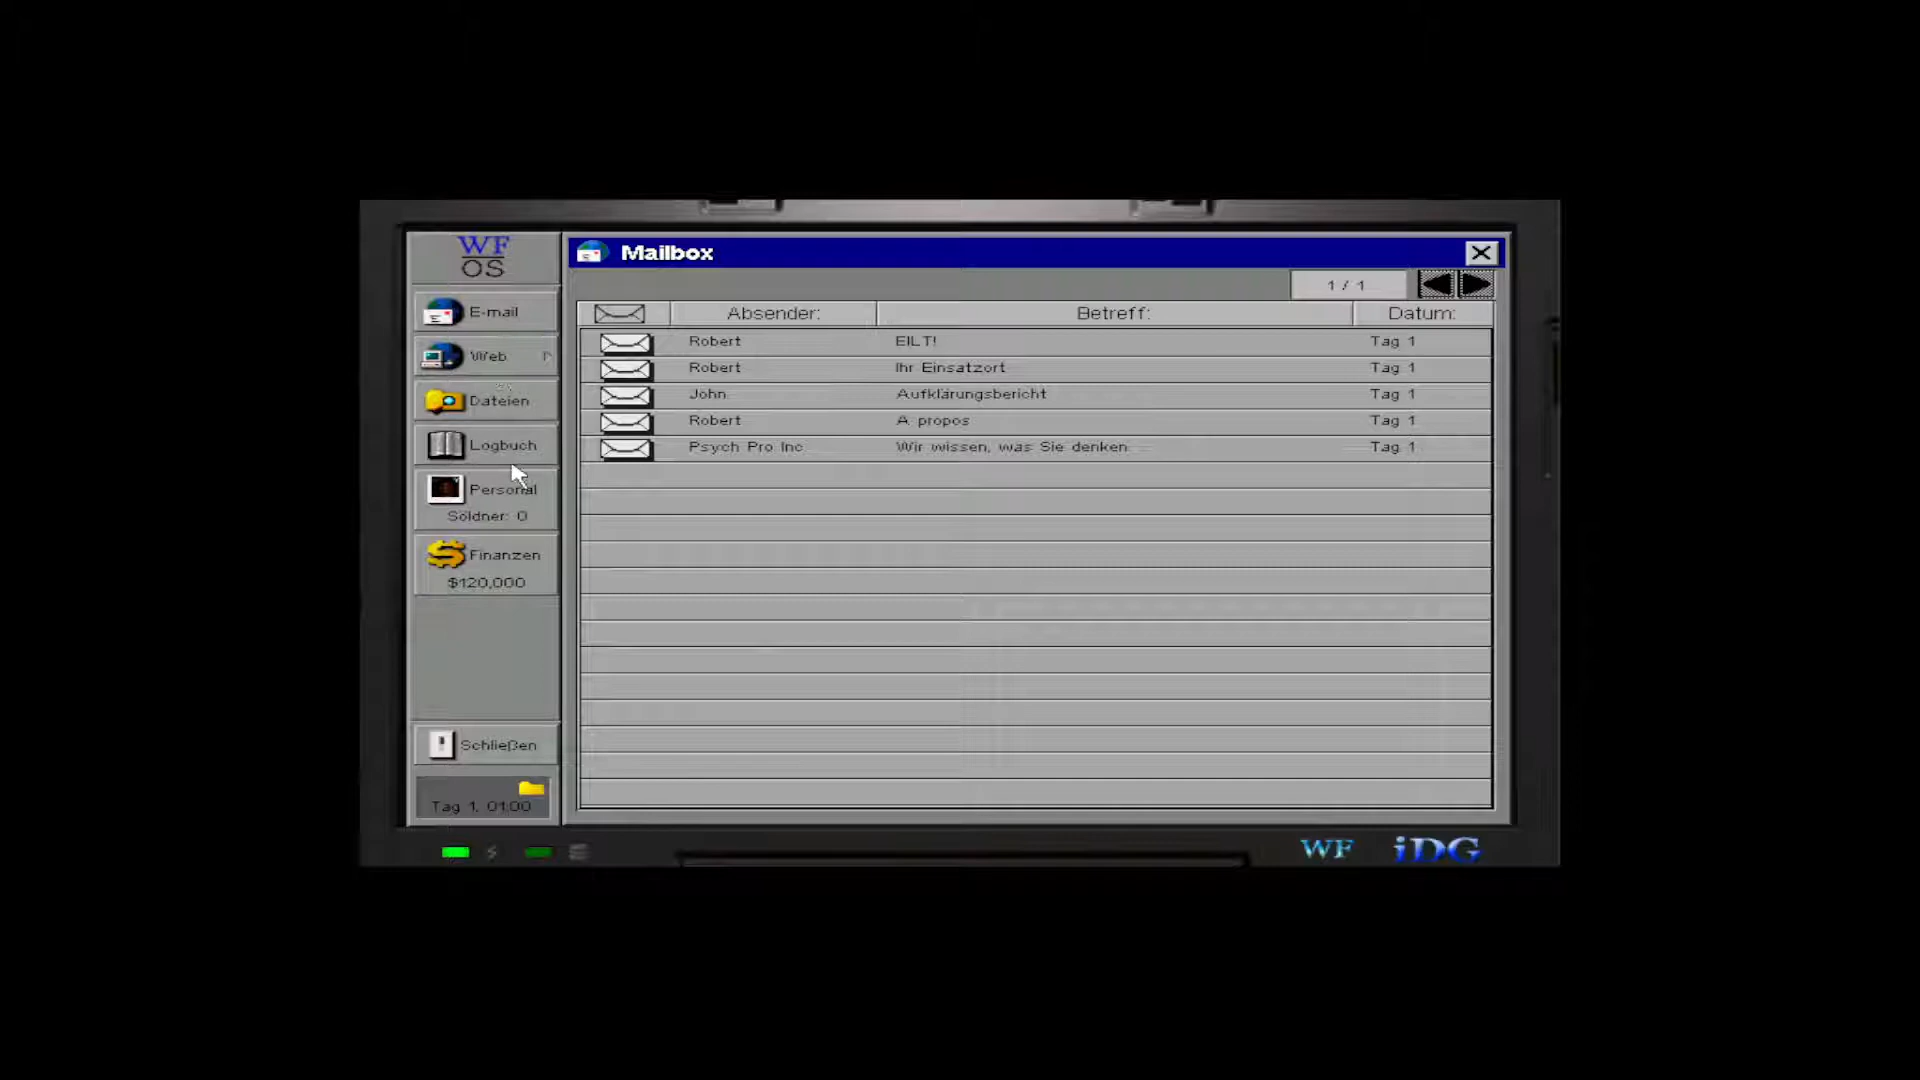 WF
OS
E-mail
Web
Dateien
Logbuch
Personal
Söldner: 0
Finanzen
$120,000
Schließen
Tag 1, 01:00
Mailbox
1 / 1
Absender: Betreff: Datum:
Robert EILT! Tag 1
Robert Ihr Einsatzort Tag 1
John Aufklärungsbericht Tag 1
Robert A propos Tag 1
Psych Pro Inc Wir wissen, was Sie denken Tag 1
WF iDG